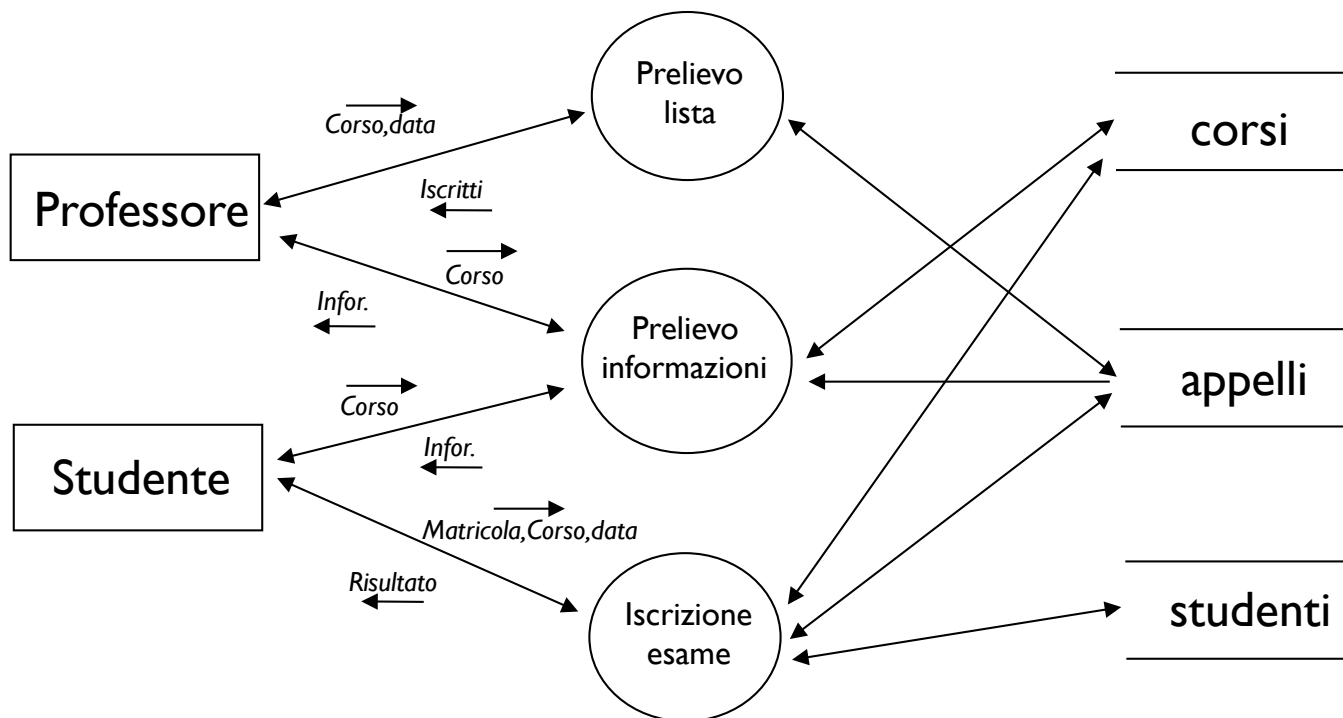 Prelievo
lista
corsi
Corso,data
Professore
Iscritti
Corso
Infor.
Prelievo
informazioni
appelli
Corso
Infor.
Studente
Matricola,Corso,data
Risultato
Iscrizione
esame
studenti